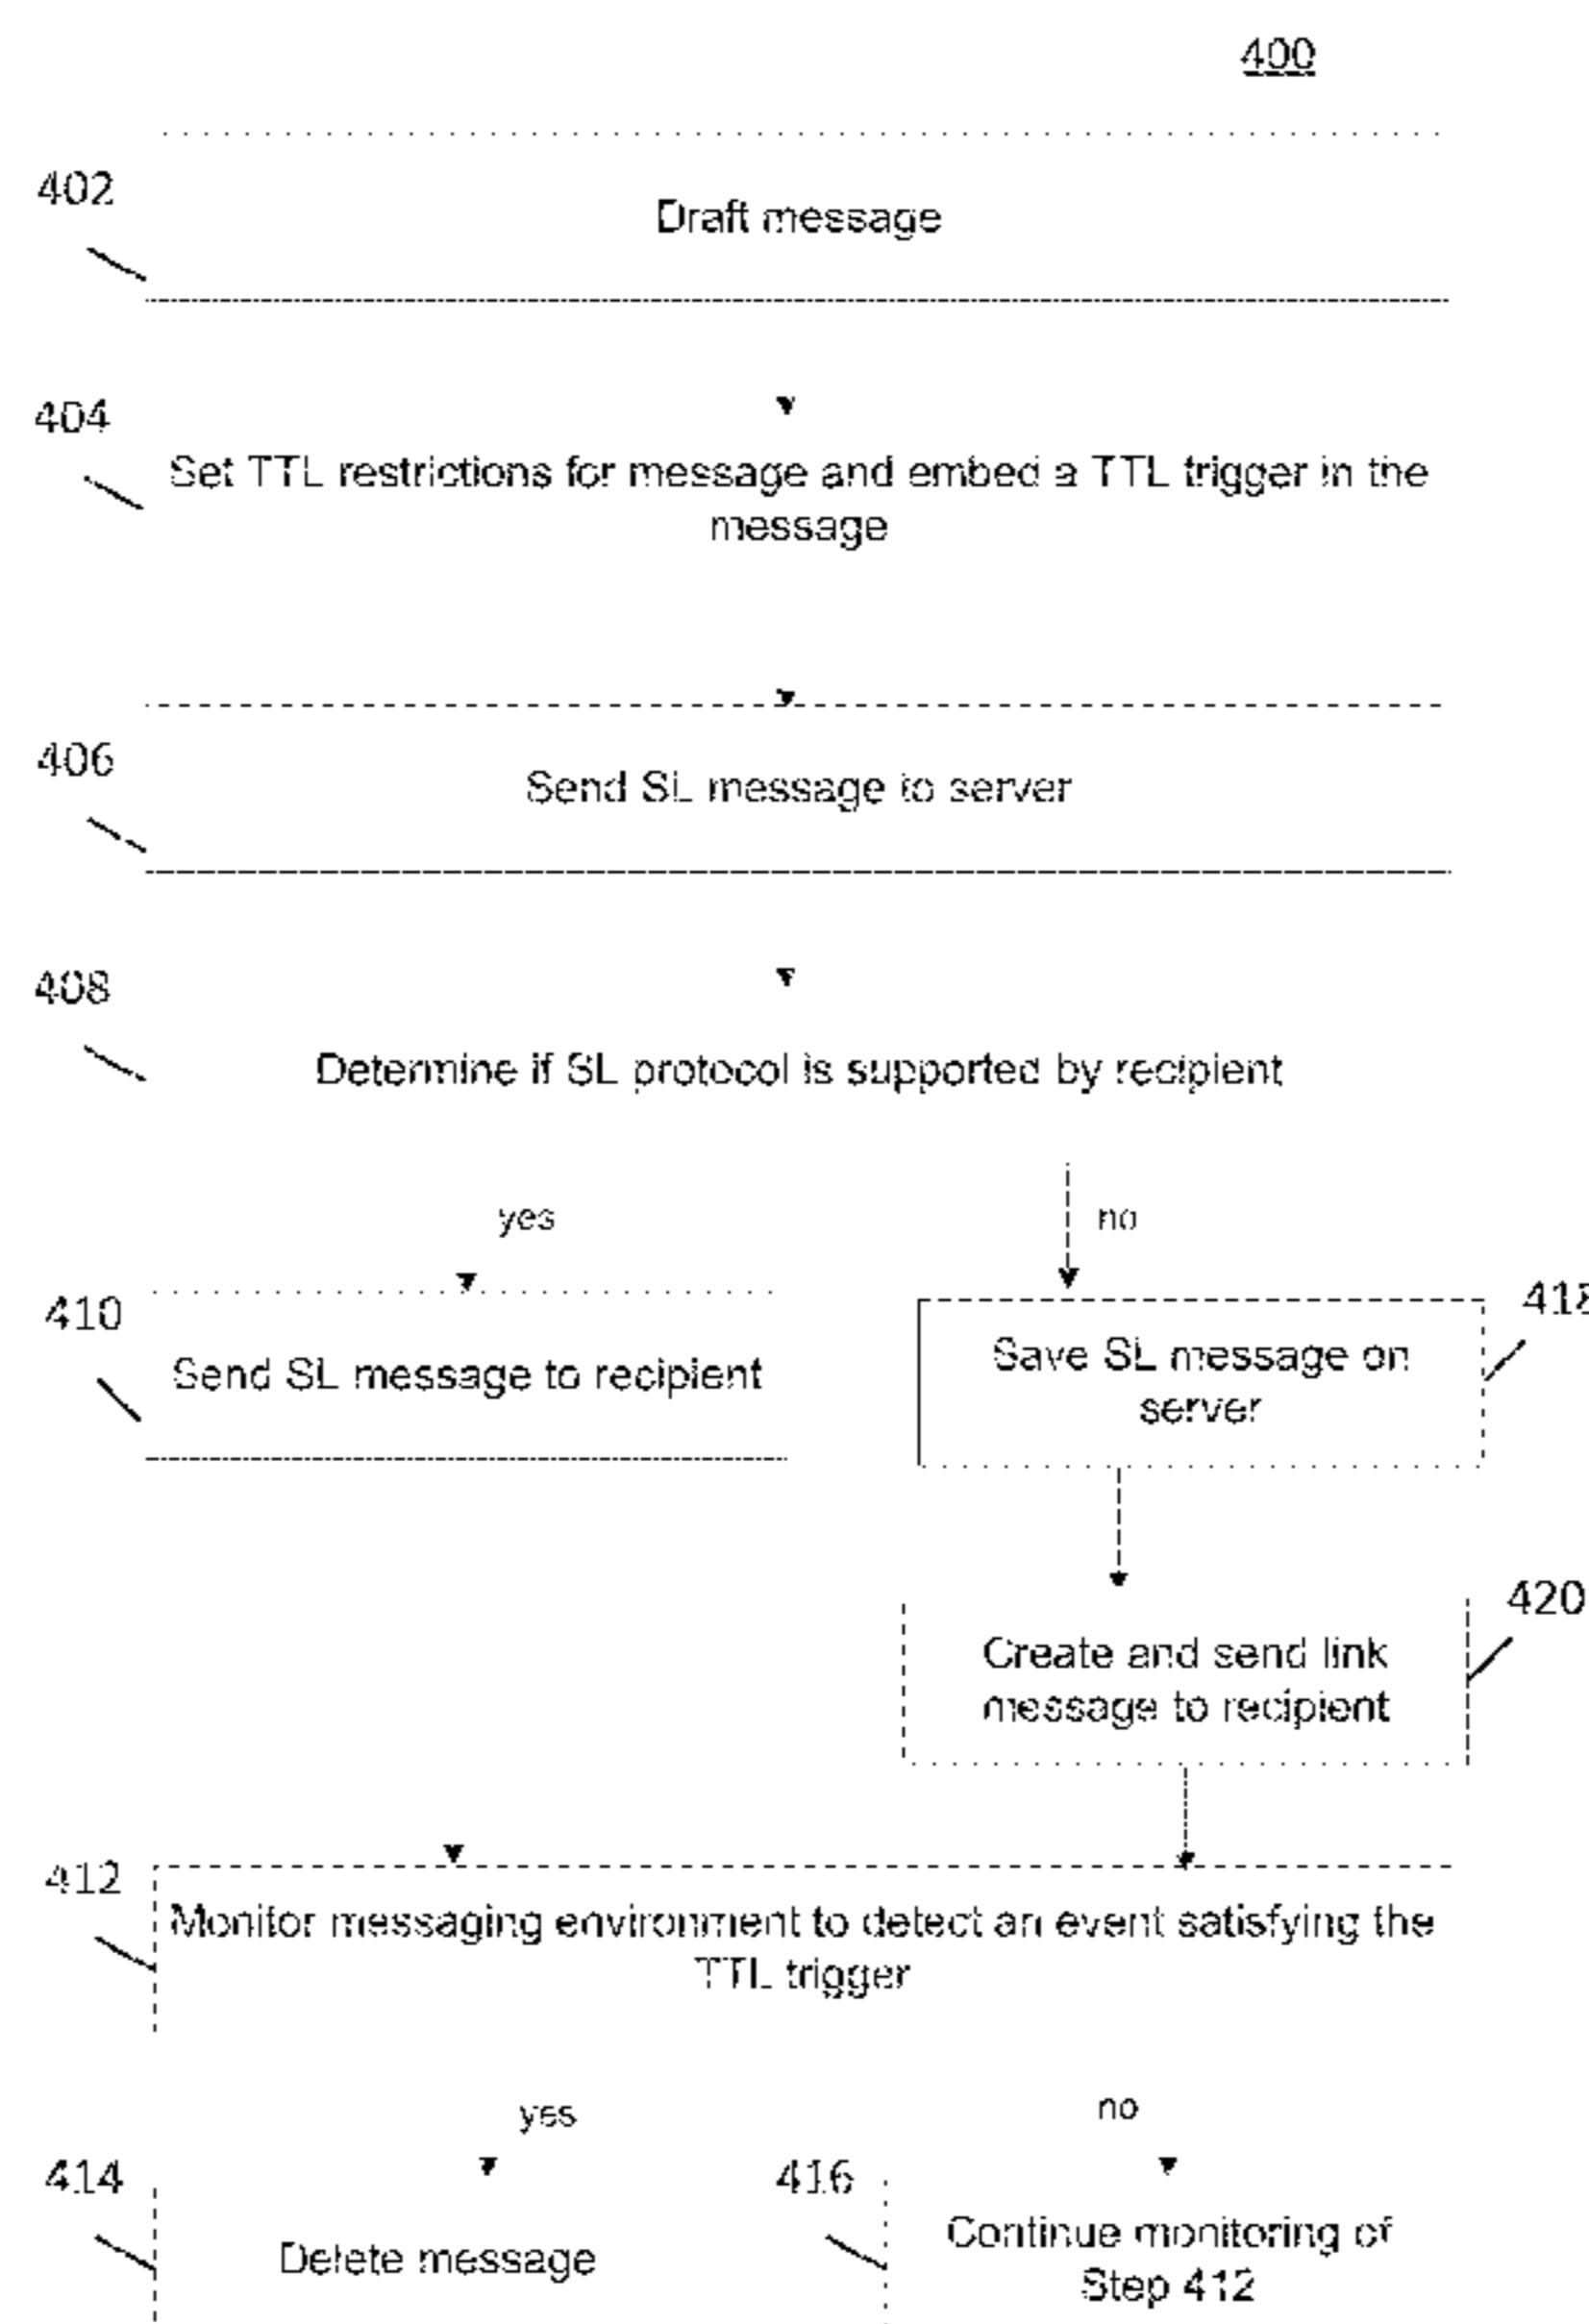 400
402
Draft message
404
Set TTL restrictions for message and embed a TTL trigger in the
message
406
Send SL message to server
408
Determine if SL protocol is supported by recipient
yes
no
410
Send SL message to recipient
418
Save SL message on
server
420
Create and send link
message to recipient
412
Monitor messaging environment to detect an event satisfying the
TTL trigger
yes
no
414
Delete message
416
Continue monitoring of
Step 412